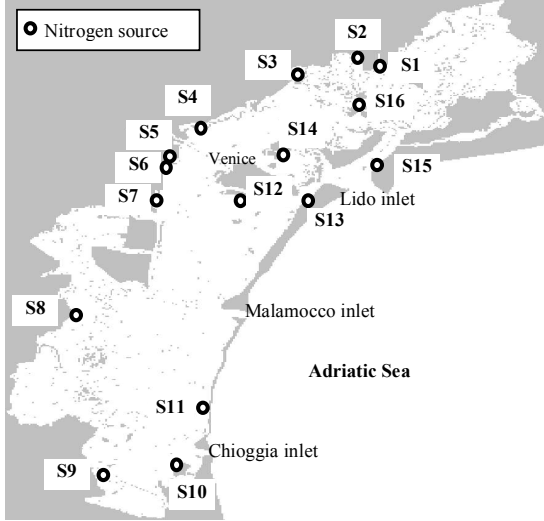 Nitrogen source
S2
S1
S3
S16
S4
S5
S14
S6
Venice
S15
S7
S12
S13
Lido inlet
S8
Malamocco inlet
Adriatic Sea
S11
Chioggia inlet
S9
S10